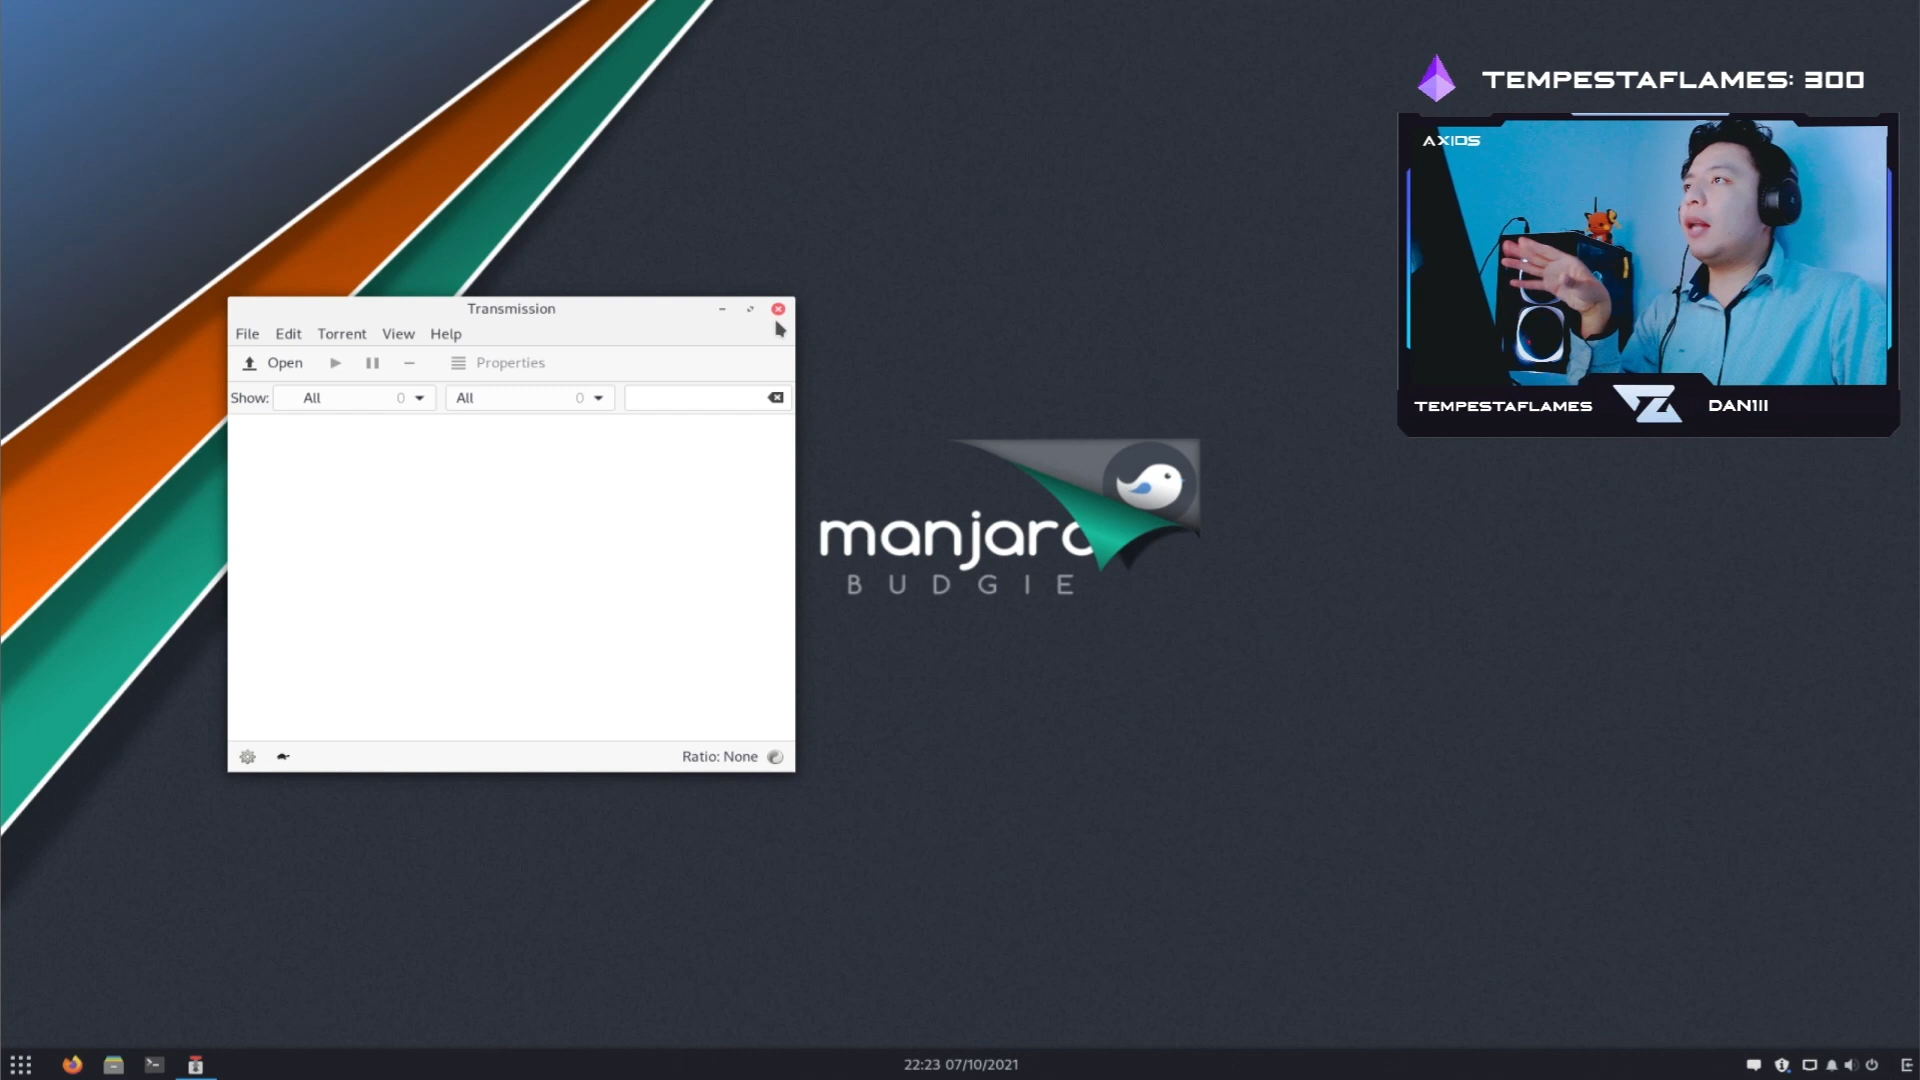 TEMPESTAFLAMES: 300
AXIOS
TEMPESTAFLAMES
DAN1II
Transmission
File Edit Torrent View Help
Open Properties
Show: All 0 All 0
Ratio: None
manjaro
BUDGIE
22:23 07/10/2021